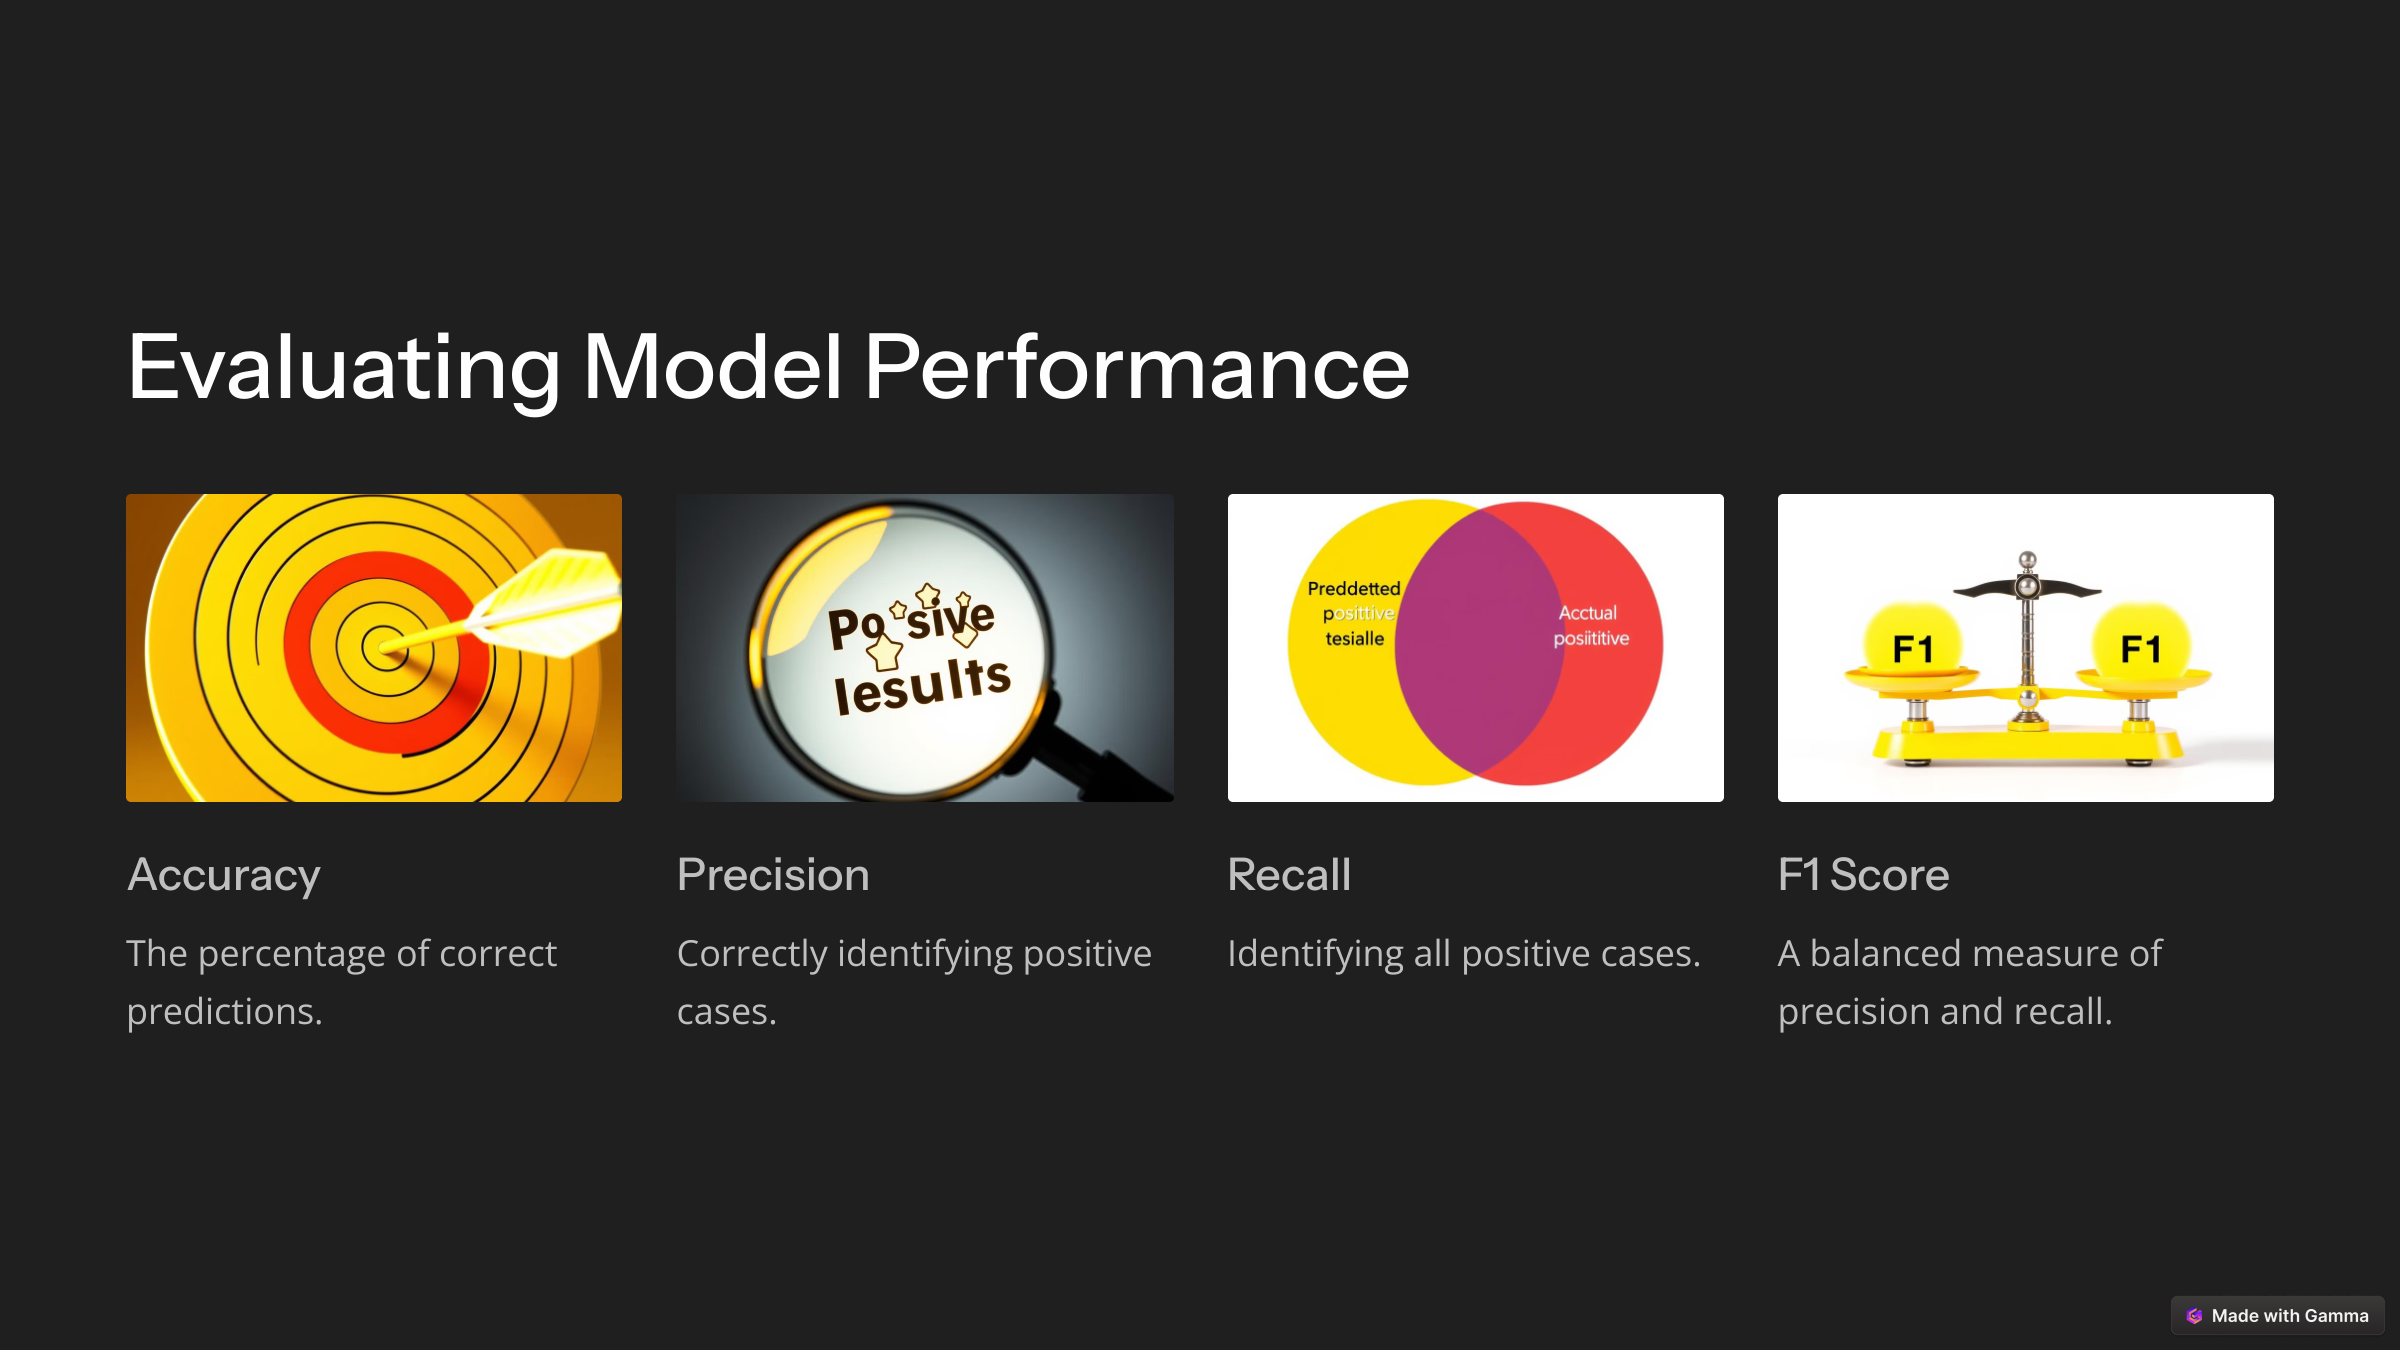 Evaluating Model Performance
Po sive
lesults
Preddetted
posittive
tesialle
Acctual
posiititive
F1
F1
Accuracy
The percentage of correct
predictions.
Precision
Correctly identifying positive
cases.
Recall
Identifying all positive cases.
F1 Score
A balanced measure of
precision and recall.
Made with Gamma